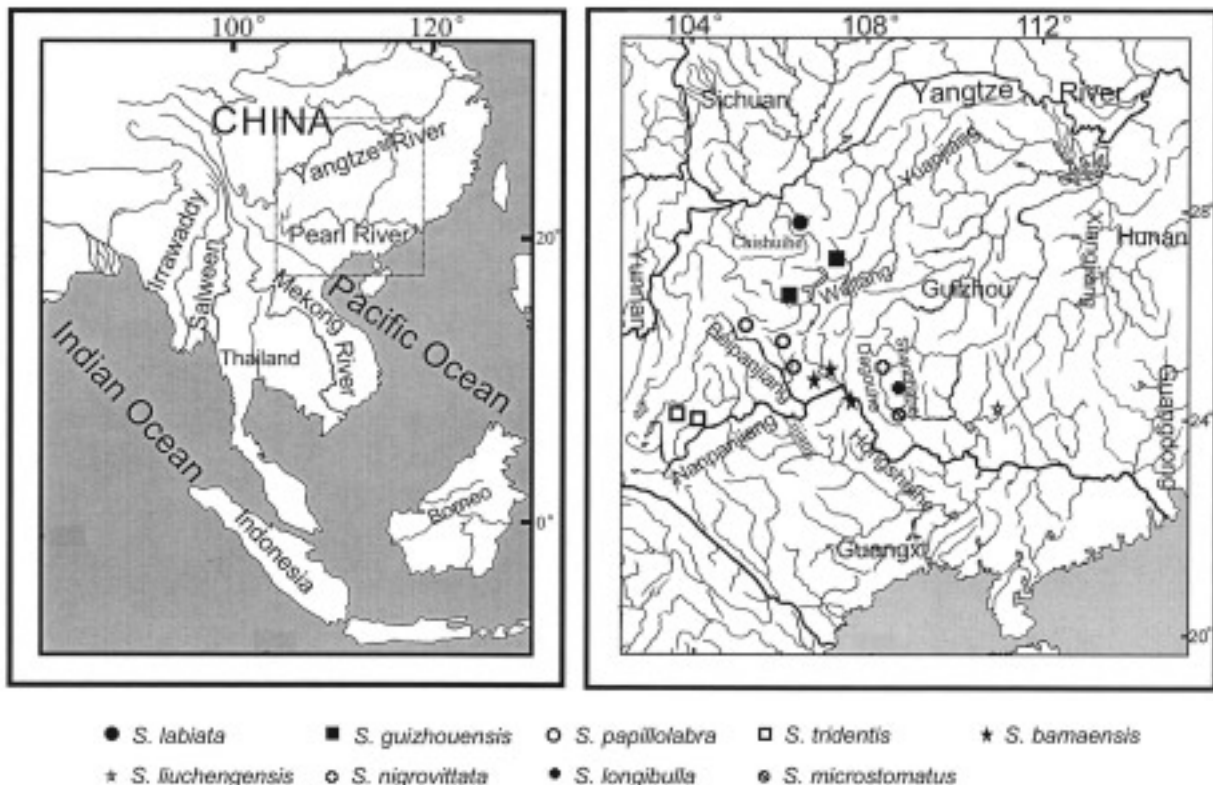 100° 120°
CHINA
Yangtze River
Pearl River
20°
Irrawaddy
Salween
Mekong
River
Thailand
Pacific Ocean
Indian Ocean
Borneo
0°
Indonesia
104° 108° 112°
Sichuan
Yangtze River
Yuanjiang
28°
Chishuihe
Xiangjiang
Hunan
Yunnan
Wujiang
Guizhou
Beipanjiang
24°
Nanpanjiang
Hongshuihe
Guangdong
Guangxi
20°
S. labiata S. guizhouensis S. papillolabra S. tridentis S. bamaensis
S. liuchengensis S. nigrovittata S. longibulla S. microstomatus